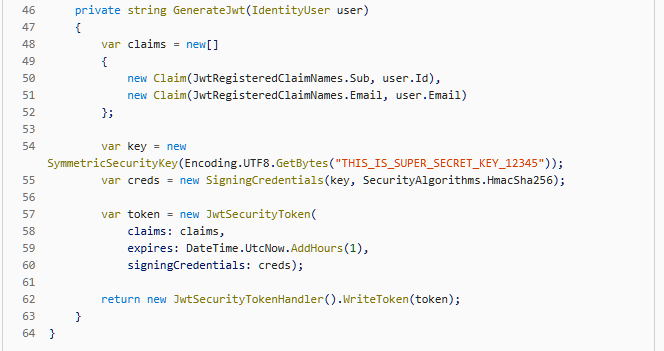 46 private string GenerateJwt(IdentityUser user)
47 {
48 var claims = new[]
49 {
50 new Claim(JwtRegisteredClaimNames.Sub, user.Id),
51 new Claim(JwtRegisteredClaimNames.Email, user.Email)
52 };
53
54 var key = new
SymmetricSecurityKey(Encoding.UTF8.GetBytes("THIS_IS_SUPER_SECRET_KEY_12345"));
55 var creds = new SigningCredentials(key, SecurityAlgorithms.HmacSha256);
56
57 var token = new JwtSecurityToken(
58 claims: claims,
59 expires: DateTime.UtcNow.AddHours(1),
60 signingCredentials: creds);
61
62 return new JwtSecurityTokenHandler().WriteToken(token);
63 }
64 }